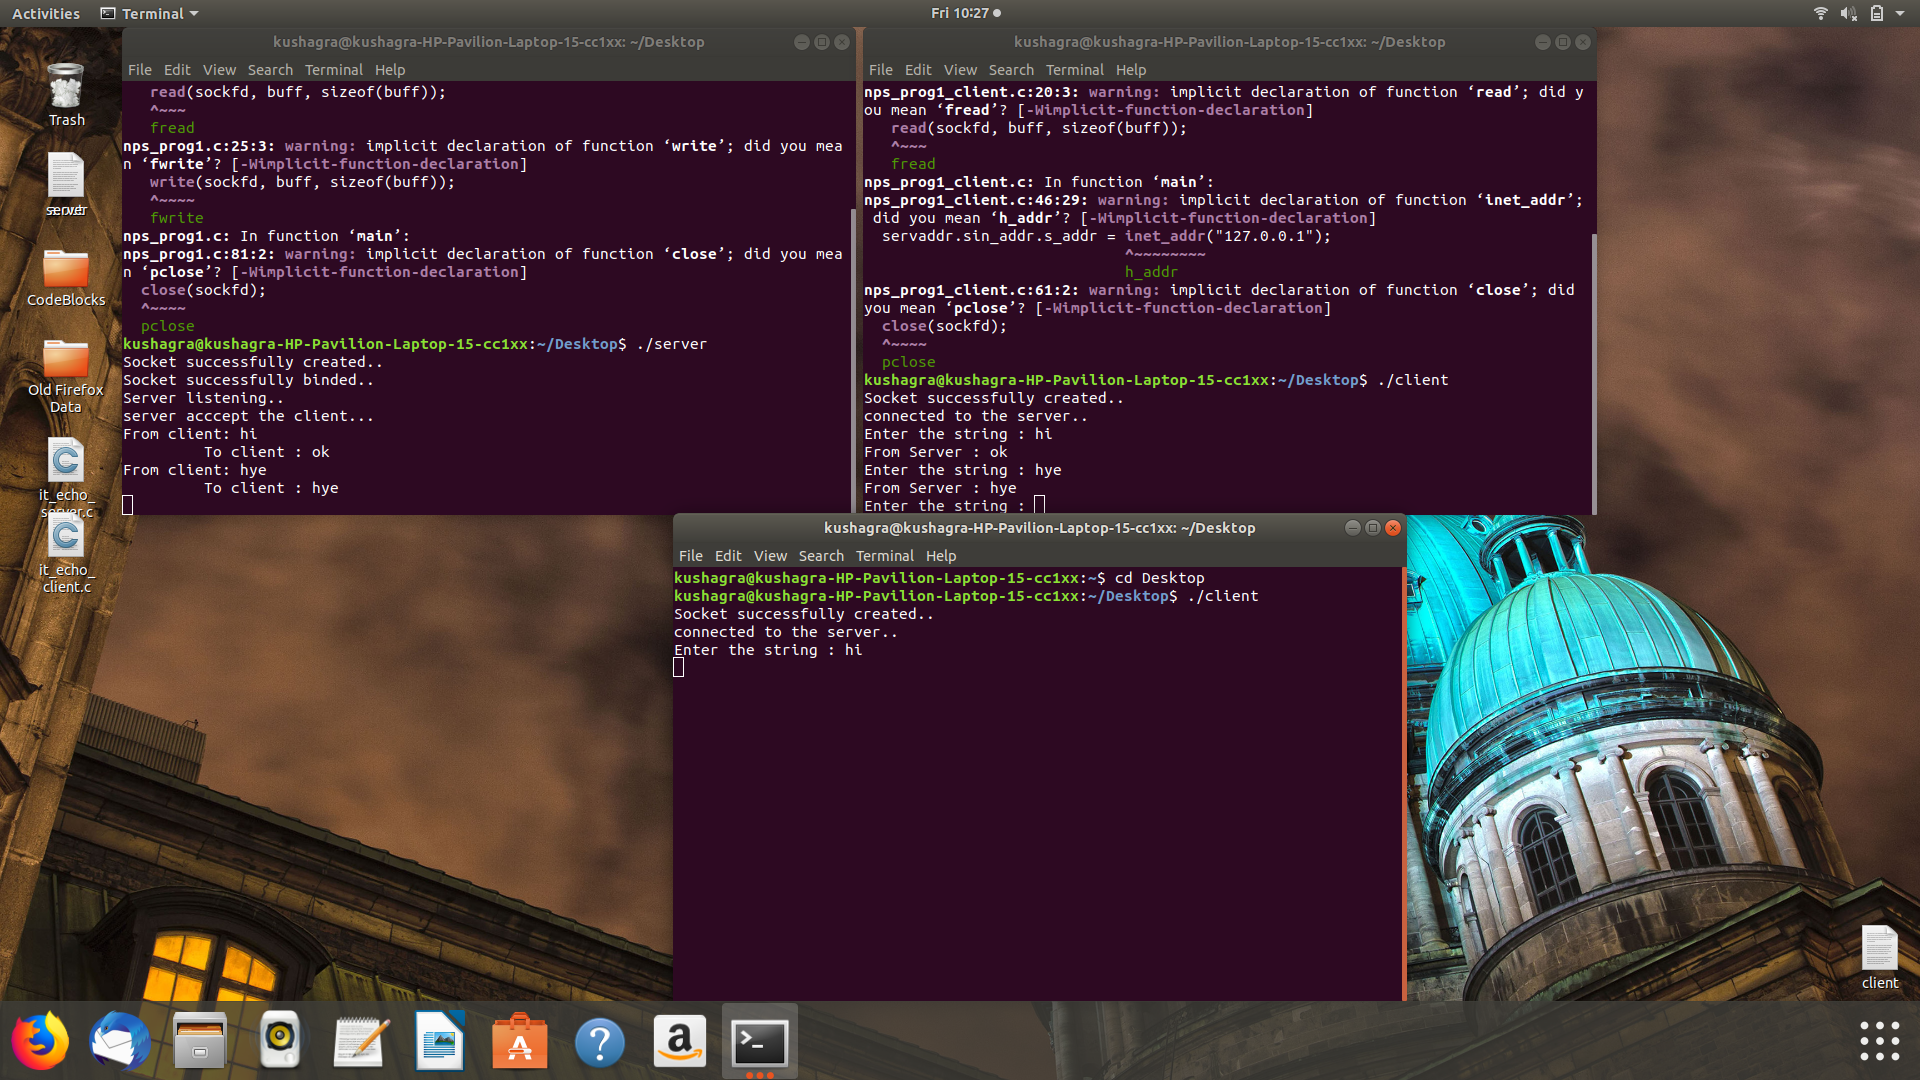 Activities
Terminal
Fri 10:27
kushagra@kushagra-HP-Pavilion-Laptop-15-cc1xx: ~/Desktop
File Edit View Search Terminal Help
   read(sockfd, buff, sizeof(buff));
   ^~~~
   fread
nps_prog1.c:25:3: warning: implicit declaration of function ‘write’; did you mea
n ‘fwrite’? [-Wimplicit-function-declaration]
   write(sockfd, buff, sizeof(buff));
   ^~~~~
   fwrite
nps_prog1.c: In function ‘main’:
nps_prog1.c:81:2: warning: implicit declaration of function ‘close’; did you mea
n ‘pclose’? [-Wimplicit-function-declaration]
  close(sockfd);
  ^~~~~
  pclose
kushagra@kushagra-HP-Pavilion-Laptop-15-cc1xx:~/Desktop$ ./server
Socket successfully created..
Socket successfully binded..
Server listening..
server acccept the client...
From client: hi
         To client : ok
From client: hye
         To client : hye
kushagra@kushagra-HP-Pavilion-Laptop-15-cc1xx: ~/Desktop
File Edit View Search Terminal Help
nps_prog1_client.c:20:3: warning: implicit declaration of function ‘read’; did y
ou mean ‘fread’? [-Wimplicit-function-declaration]
   read(sockfd, buff, sizeof(buff));
   ^~~~
   fread
nps_prog1_client.c: In function ‘main’:
nps_prog1_client.c:46:29: warning: implicit declaration of function ‘inet_addr’;
 did you mean ‘h_addr’? [-Wimplicit-function-declaration]
  servaddr.sin_addr.s_addr = inet_addr("127.0.0.1");
                             ^~~~~~~~~
                             h_addr
nps_prog1_client.c:61:2: warning: implicit declaration of function ‘close’; did
you mean ‘pclose’? [-Wimplicit-function-declaration]
  close(sockfd);
  ^~~~~
  pclose
kushagra@kushagra-HP-Pavilion-Laptop-15-cc1xx:~/Desktop$ ./client
Socket successfully created..
connected to the server..
Enter the string : hi
From Server : ok
Enter the string : hye
From Server : hye
Enter the string :
kushagra@kushagra-HP-Pavilion-Laptop-15-cc1xx: ~/Desktop
File Edit View Search Terminal Help
kushagra@kushagra-HP-Pavilion-Laptop-15-cc1xx:~$ cd Desktop
kushagra@kushagra-HP-Pavilion-Laptop-15-cc1xx:~/Desktop$ ./client
Socket successfully created..
connected to the server..
Enter the string : hi
Trash
server
CodeBlocks
Old Firefox
Data
it_echo_
server.c
it_echo_
client.c
client